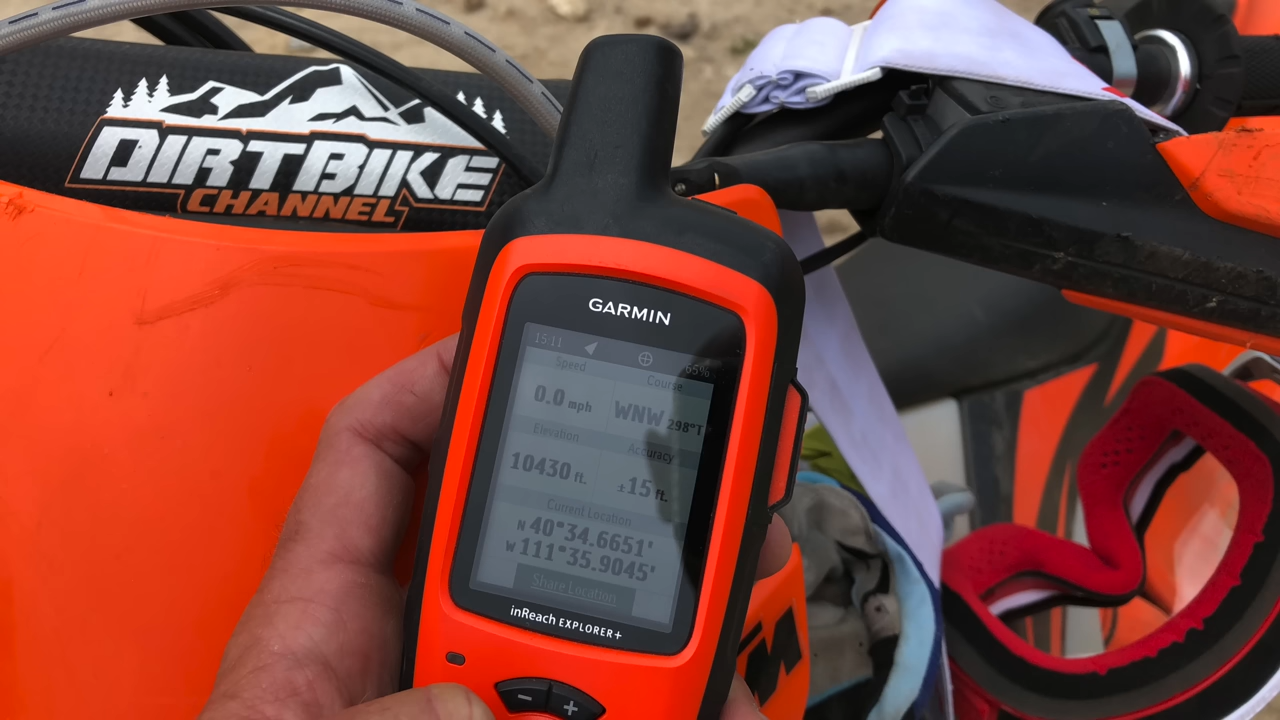 DIRTBIKE
CHANNEL
GARMIN
15:11 65%
Speed Course
0.0 mph WNW 298°T
Elevation Accuracy
10430 ft. ±15 ft.
Current Location
N 40°34.6651'
W 111°35.9045'
Share Location
inReach EXPLORER+
- +